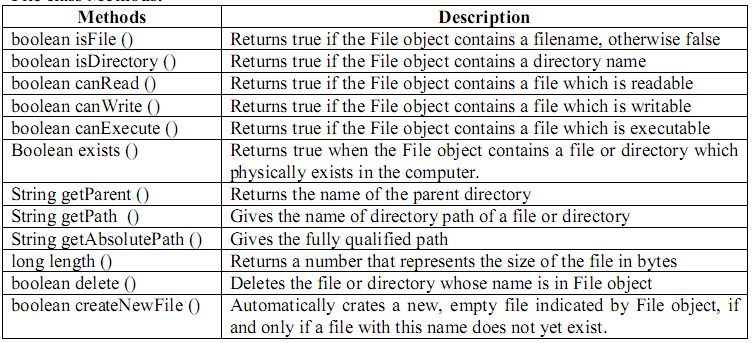 Methods Description
boolean isFile () Returns true if the File object contains a filename, otherwise false
boolean isDirectory () Returns true if the File object contains a directory name
boolean canRead () Returns true if the File object contains a file which is readable
boolean canWrite () Returns true if the File object contains a file which is writable
boolean canExecute () Returns true if the File object contains a file which is executable
Boolean exists () Returns true when the File object contains a file or directory which
physically exists in the computer.
String getParent () Returns the name of the parent directory
String getPath () Gives the name of directory path of a file or directory
String getAbsolutePath () Gives the fully qualified path
long length () Returns a number that represents the size of the file in bytes
boolean delete () Deletes the file or directory whose name is in File object
boolean createNewFile () Automatically crates a new, empty file indicated by File object, if
and only if a file with this name does not yet exist.